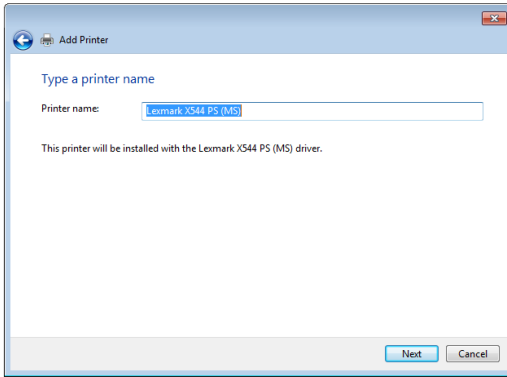 Add Printer
Type a printer name
Printer name: Lexmark X544 PS (MS)
This printer will be installed with the Lexmark X544 PS (MS) driver.
Next Cancel